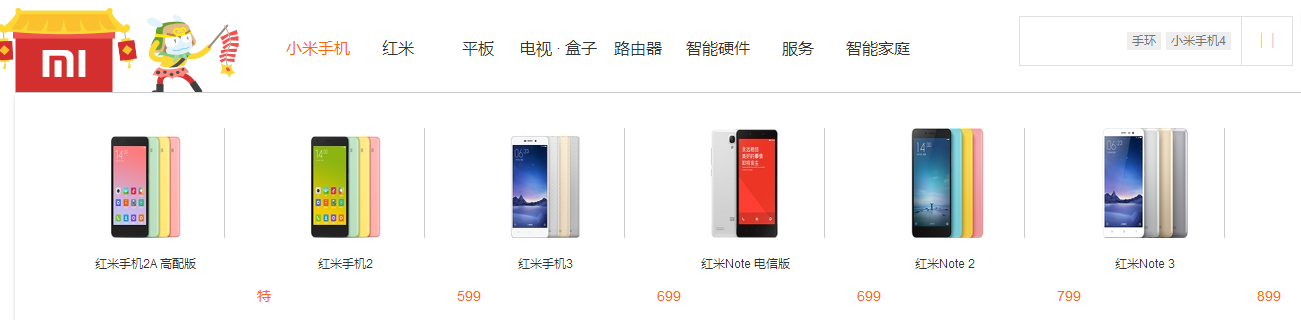 小米手机 红米 平板 电视 · 盒子 路由器 智能硬件 服务 智能家庭
手环 小米手机4
红米手机2A 高配版 红米手机2 红米手机3 红米Note 电信版 红米Note 2 红米Note 3
特 599 699 699 799 899